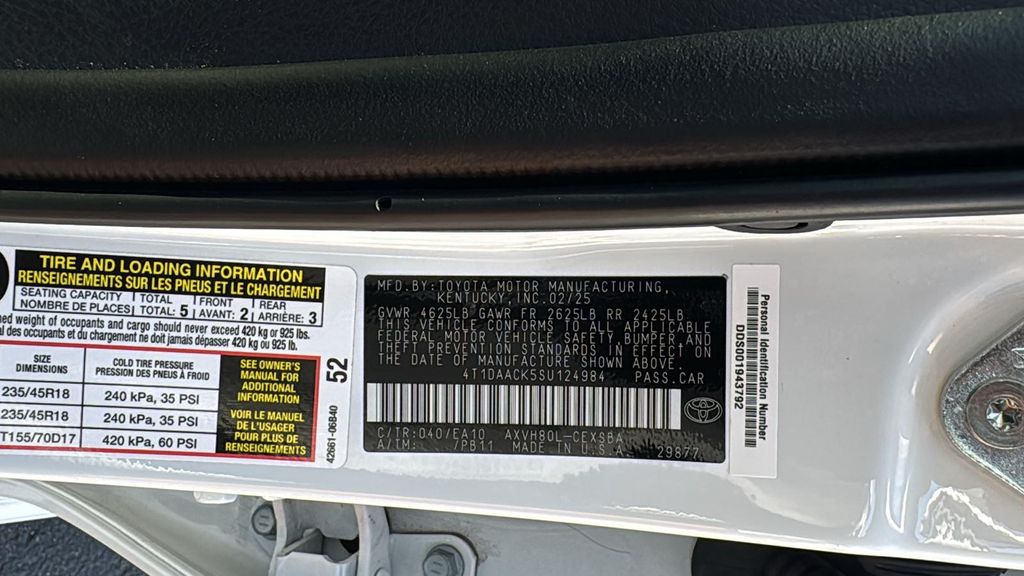 TIRE AND LOADING INFORMATION
RENSEIGNEMENTS SUR LES PNEUS ET LE CHARGEMENT
SEATING CAPACITY TOTAL FRONT REAR
NOMBRE DE PLACES TOTAL: 5 AVANT: 2 ARRIÈRE: 3
weight of occupants and cargo should never exceed 420 kg or 925 lbs.
des occupants et du chargement ne doit jamais dépasser 420 kg ou 925 lb.
SIZE COLD TIRE PRESSURE
DIMENSIONS PRESSION DES PNEUS À FROID
235/45R18 240 kPa, 35 PSI
235/45R18 240 kPa, 35 PSI
T155/70D17 420 kPa, 60 PSI
SEE OWNER'S
MANUAL FOR
ADDITIONAL
INFORMATION
VOIR LE MANUEL
DE L'USAGER
POUR PLUS DE
RENSEIGNEMENTS
52
42661-06B40
MFD.BY:TOYOTA MOTOR MANUFACTURING,
KENTUCKY, INC. 02/25
GVWR 4625LB GAWR FR 2625LB RR 2425LB
THIS VEHICLE CONFORMS TO ALL APPLICABLE
FEDERAL MOTOR VEHICLE SAFETY, BUMPER, AND
THEFT PREVENTION STANDARDS IN EFFECT ON
THE DATE OF MANUFACTURE SHOWN ABOVE.
4T1DAACK5SU124984 PASS.CAR
C/TR:040/EA10 AXVH80L-CEXSBA
A/TM: -/PB11 MADE IN U.S.A. 29877
Personal Identification Number
DDS001943792